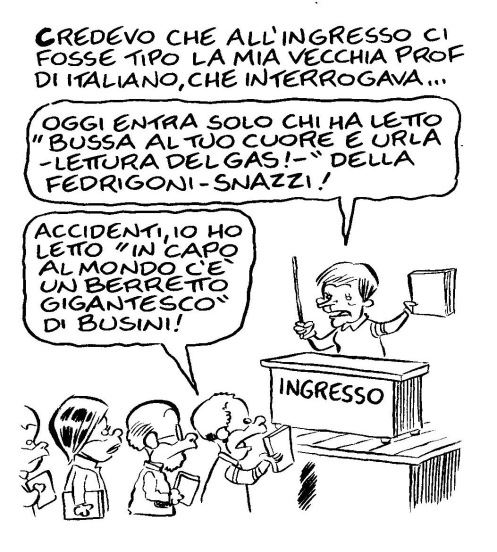 CREDEVO CHE ALL'INGRESSO CI
FOSSE TIPO LA MIA VECCHIA PROF
DI ITALIANO, CHE INTERROGAVA...
OGGI ENTRA SOLO CHI HA LETTO
"BUSSA AL TUO CUORE E URLA
-LETTURA DEL GAS!-" DELLA
FEDRIGONI-SNAZZI!
ACCIDENTI, IO HO
LETTO "IN CAPO
AL MONDO C'È
UN BERRETTO
GIGANTESCO"
DI BUSINI!
INGRESSO